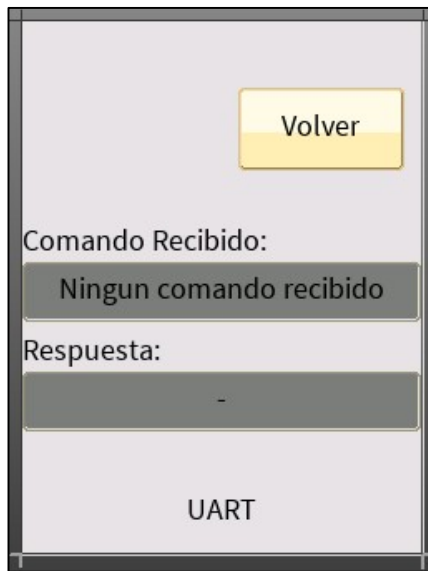 Volver
Comando Recibido:
Ningun comando recibido
Respuesta:
-
UART